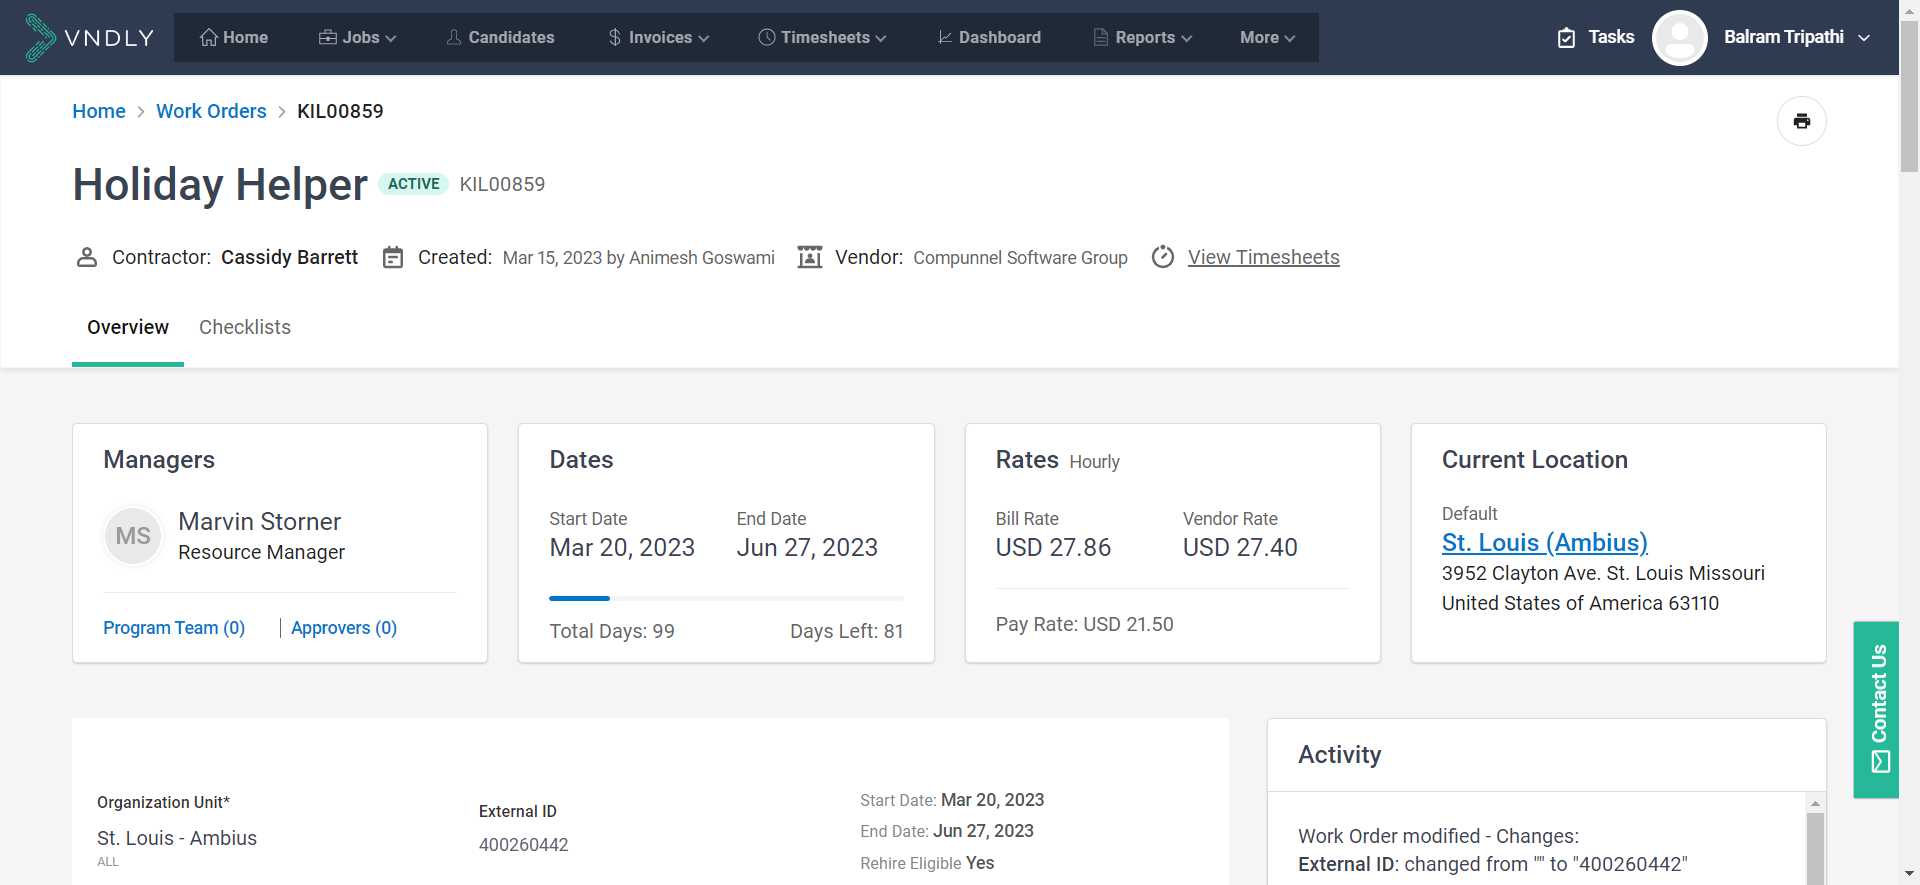 VNDLY
Home
Jobs
Candidates
Invoices
Timesheets
Dashboard
Reports
More
Tasks
Balram Tripathi
Home > Work Orders > KIL00859
Holiday Helper ACTIVE KIL00859
Contractor: Cassidy Barrett
Created: Mar 15, 2023 by Animesh Goswami
Vendor: Compunnel Software Group
View Timesheets
Overview
Checklists
Managers
MS
Marvin Storner
Resource Manager
Program Team (0) | Approvers (0)
Dates
Start Date
Mar 20, 2023
End Date
Jun 27, 2023
Total Days: 99
Days Left: 81
Rates Hourly
Bill Rate
USD 27.86
Vendor Rate
USD 27.40
Pay Rate: USD 21.50
Current Location
Default
St. Louis (Ambius)
3952 Clayton Ave. St. Louis Missouri
United States of America 63110
Contact Us
Organization Unit*
St. Louis - Ambius
ALL
External ID
400260442
Start Date: Mar 20, 2023
End Date: Jun 27, 2023
Rehire Eligible Yes
Activity
Work Order modified - Changes:
External ID: changed from "" to "400260442"